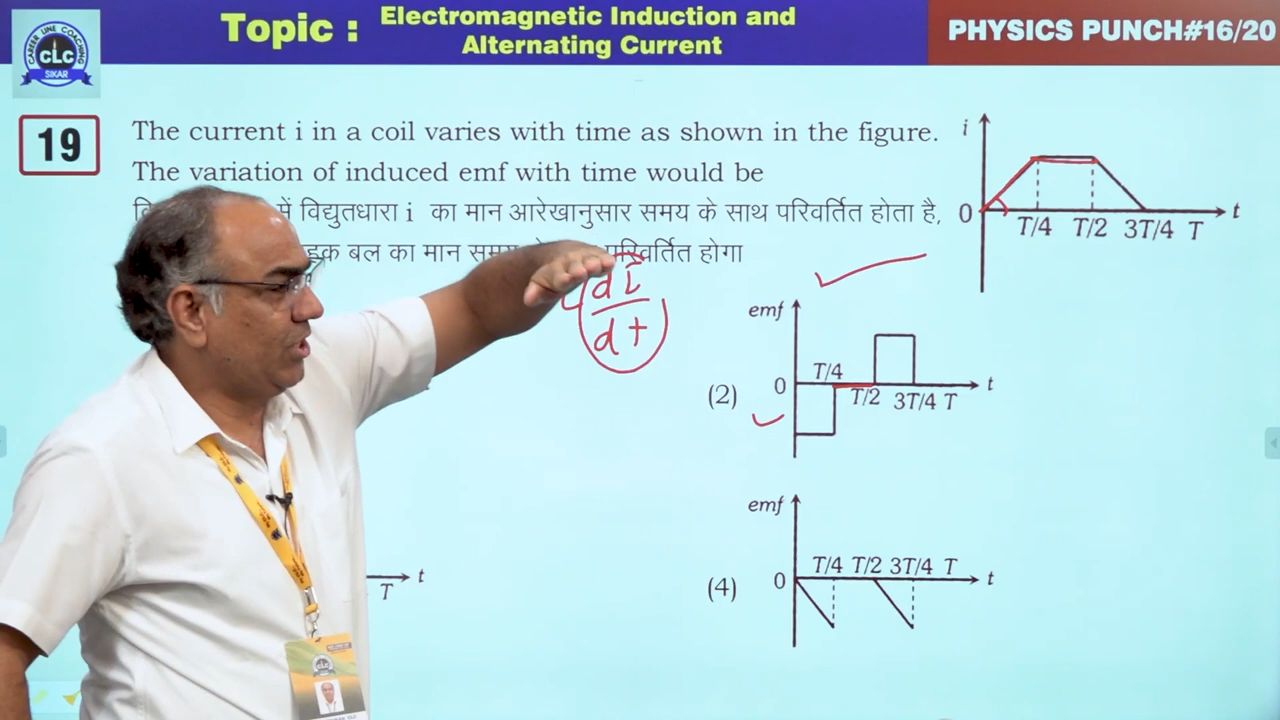 Topic : Electromagnetic Induction and
Alternating Current
PHYSICS PUNCH#16/20
CAREER LINE COACHING
CLC
SIKAR
19
The current i in a coil varies with time as shown in the figure.
The variation of induced emf with time would be
में विद्युतधारा i का मान आरेखानुसार समय के साथ परिवर्तित होता है,
बल का मान परिवर्तित होगा
i
0
T/4 T/2 3T/4 T
t
di
dt
(2)
emf
0
T/4
T/2 3T/4 T
t
(4)
emf
0
T/4 T/2 3T/4 T
t
T
t
CLC